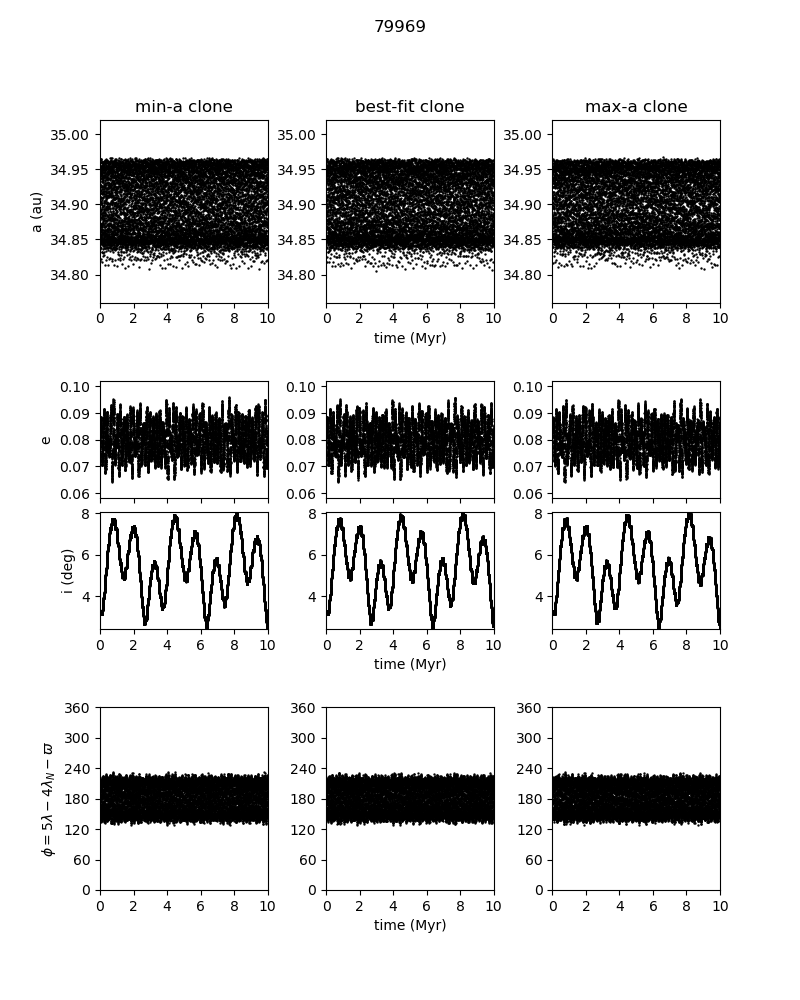 79969
min-a clone best-fit clone max-a clone
35.00 35.00 35.00
34.95 34.95 34.95
a (au) 34.90 34.90 34.90
34.85 34.85 34.85
34.80 34.80 34.80
0 2 4 6 8 10 0 2 4 6 8 10 0 2 4 6 8 10
time (Myr)
0.10 0.10 0.10
0.09 0.09 0.09
e 0.08 0.08 0.08
0.07 0.07 0.07
0.06 0.06 0.06
8 8 8
i (deg) 6 6 6
4 4 4
0 2 4 6 8 10 0 2 4 6 8 10 0 2 4 6 8 10
time (Myr)
360 360 360
300 300 300
240 240 240
ϕ = 5λ − 4λ_N − ϖ 180 180 180
120 120 120
60 60 60
0 0 0
0 2 4 6 8 10 0 2 4 6 8 10 0 2 4 6 8 10
time (Myr)